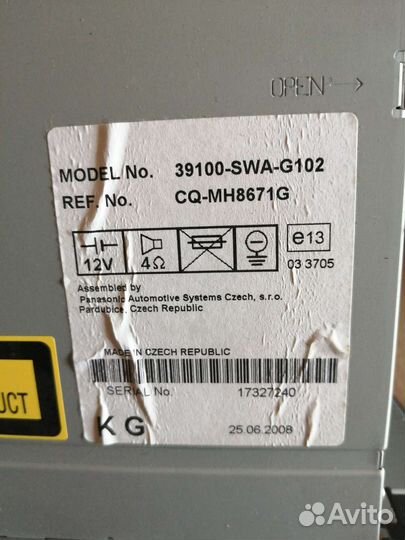 OPEN
MODEL No. 39100-SWA-G102
REF. No. CQ-MH8671G
12V 4Ω e13
03 3705
Assembled by
Panasonic Automotive Systems Czech, s.r.o.
Pardubice, Czech Republic
MADE IN CZECH REPUBLIC
SERIAL No. 17327240
UCT
KG 25.06.2008
Avito